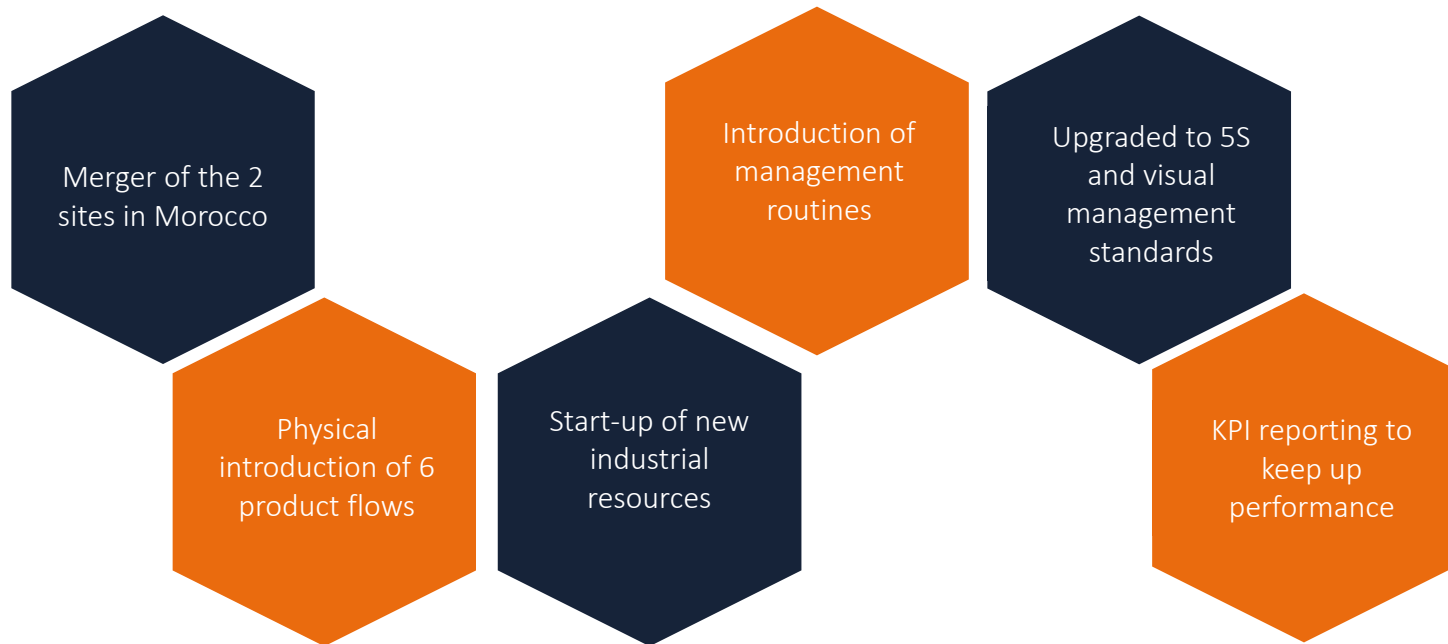 Merger of the 2
sites in Morocco
Physical
introduction of 6
product flows
Start-up of new
industrial
resources
Introduction of
management
routines
Upgraded to 5S
and visual
management
standards
KPI reporting to
keep up
performance